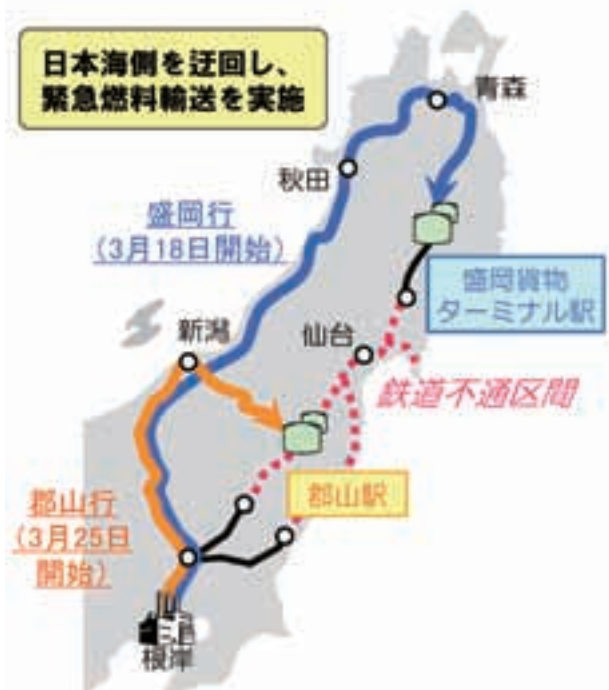 日本海側を迂回し、
緊急燃料輸送を実施
青森
秋田
盛岡行
(3月18日開始)
盛岡貨物
ターミナル駅
新潟
仙台
鉄道不通区間
郡山駅
郡山行
(3月25日
開始)
根岸